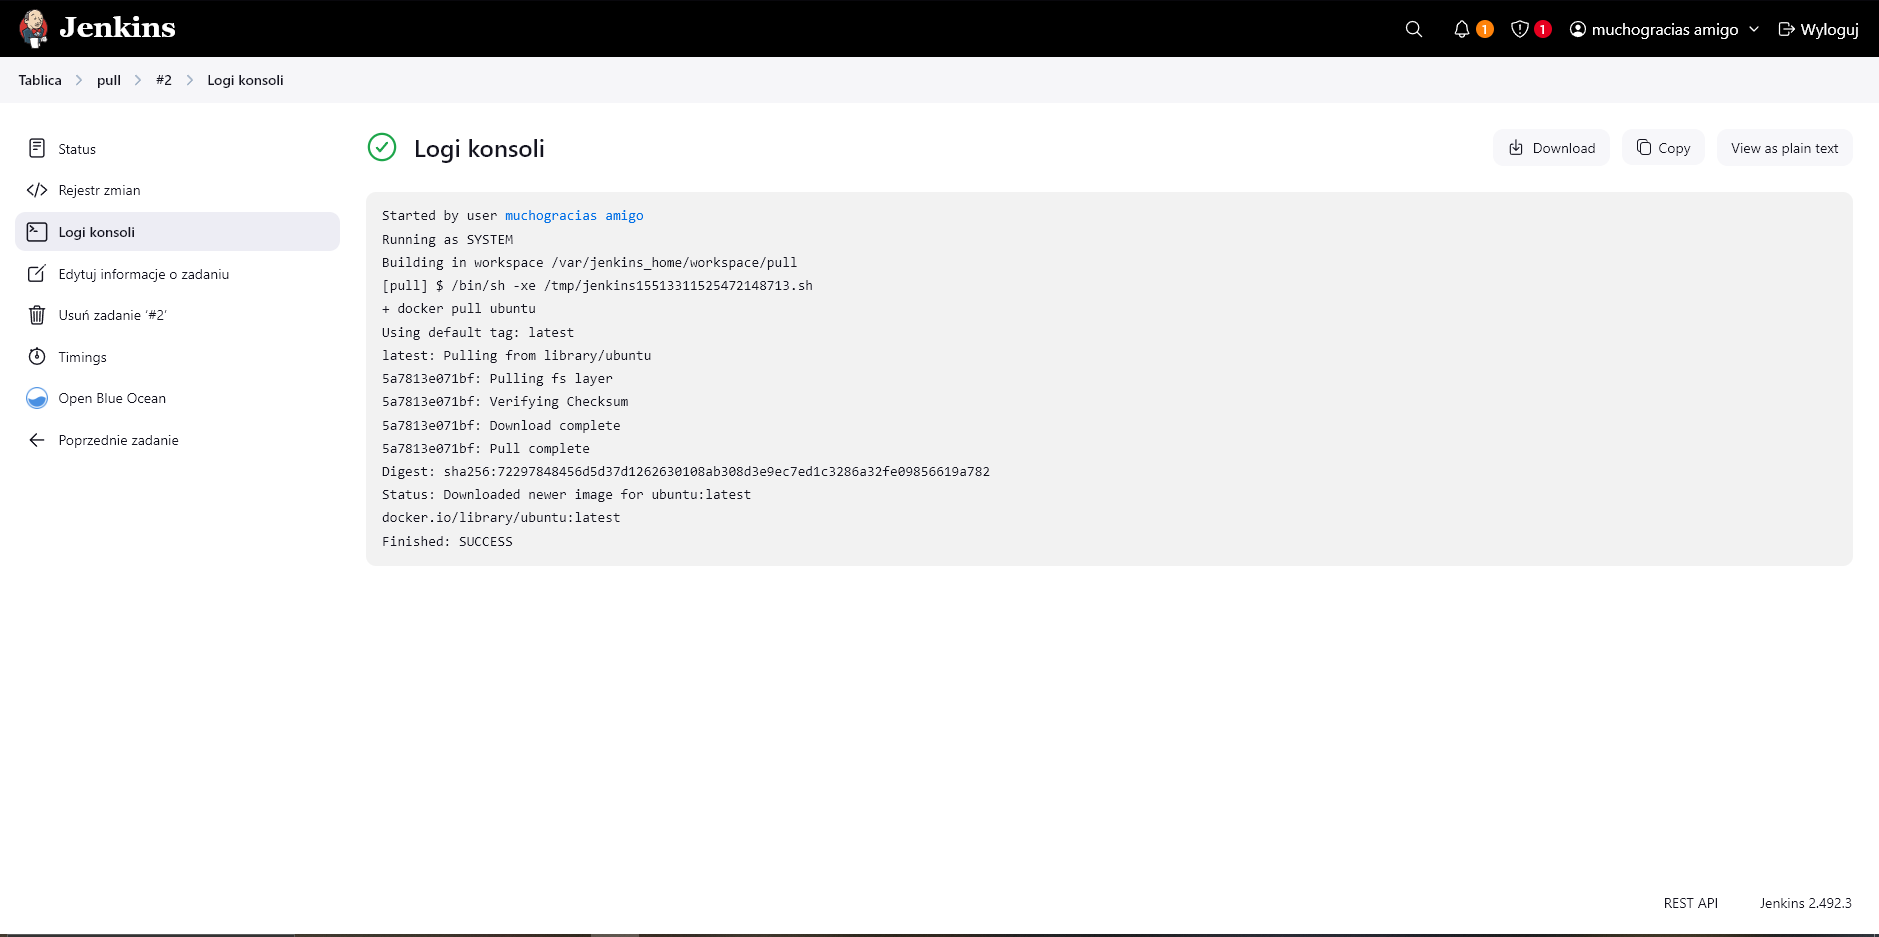 Jenkins
1
1
muchogracias amigo
Wyloguj
Tablica
pull
#2
Logi konsoli
Status
Rejestr zmian
Logi konsoli
Edytuj informacje o zadaniu
Usuń zadanie ‘#2’
Timings
Open Blue Ocean
Poprzednie zadanie
Logi konsoli
Download
Copy
View as plain text
Started by user muchogracias amigo
Running as SYSTEM
Building in workspace /var/jenkins_home/workspace/pull
[pull] $ /bin/sh -xe /tmp/jenkins15513311525472148713.sh
+ docker pull ubuntu
Using default tag: latest
latest: Pulling from library/ubuntu
5a7813e071bf: Pulling fs layer
5a7813e071bf: Verifying Checksum
5a7813e071bf: Download complete
5a7813e071bf: Pull complete
Digest: sha256:72297848456d5d37d1262630108ab308d3e9ec7ed1c3286a32fe09856619a782
Status: Downloaded newer image for ubuntu:latest
docker.io/library/ubuntu:latest
Finished: SUCCESS
REST API
Jenkins 2.492.3